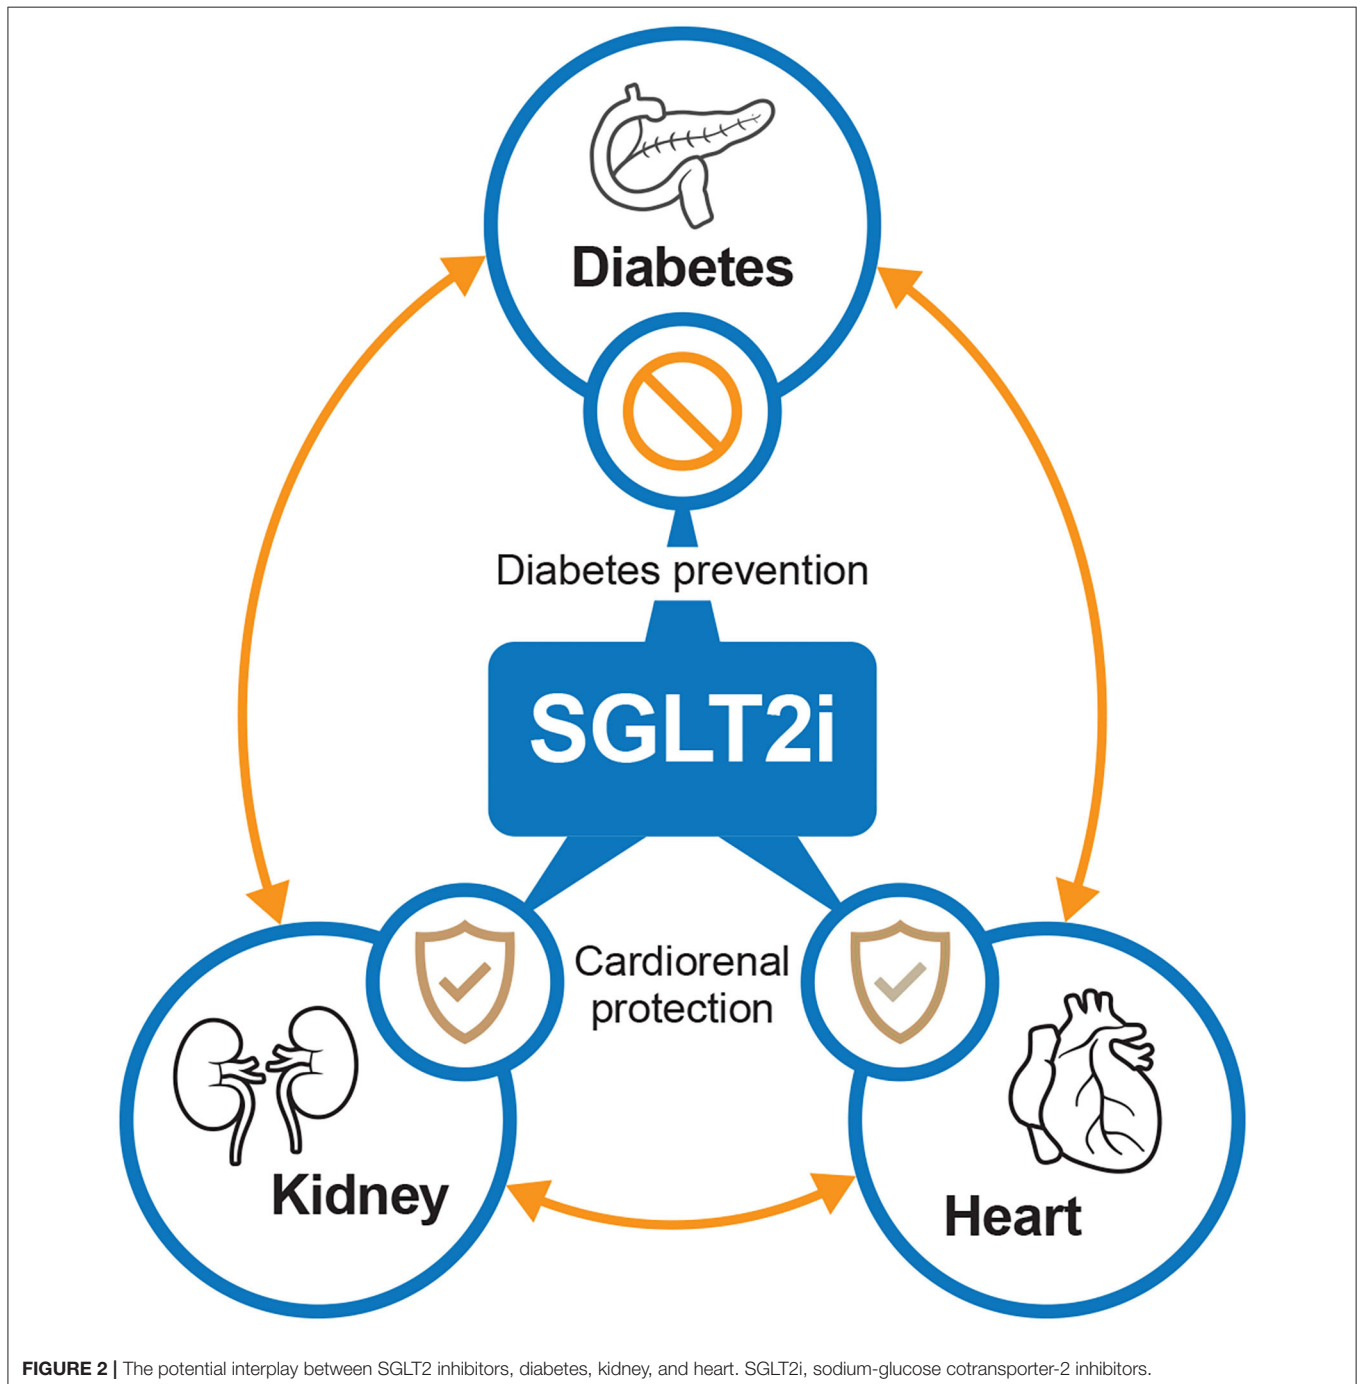 Diabetes
Diabetes prevention
SGLT2i
Cardiorenal
protection
Kidney
Heart
FIGURE 2 | The potential interplay between SGLT2 inhibitors, diabetes, kidney, and heart. SGLT2i, sodium-glucose cotransporter-2 inhibitors.